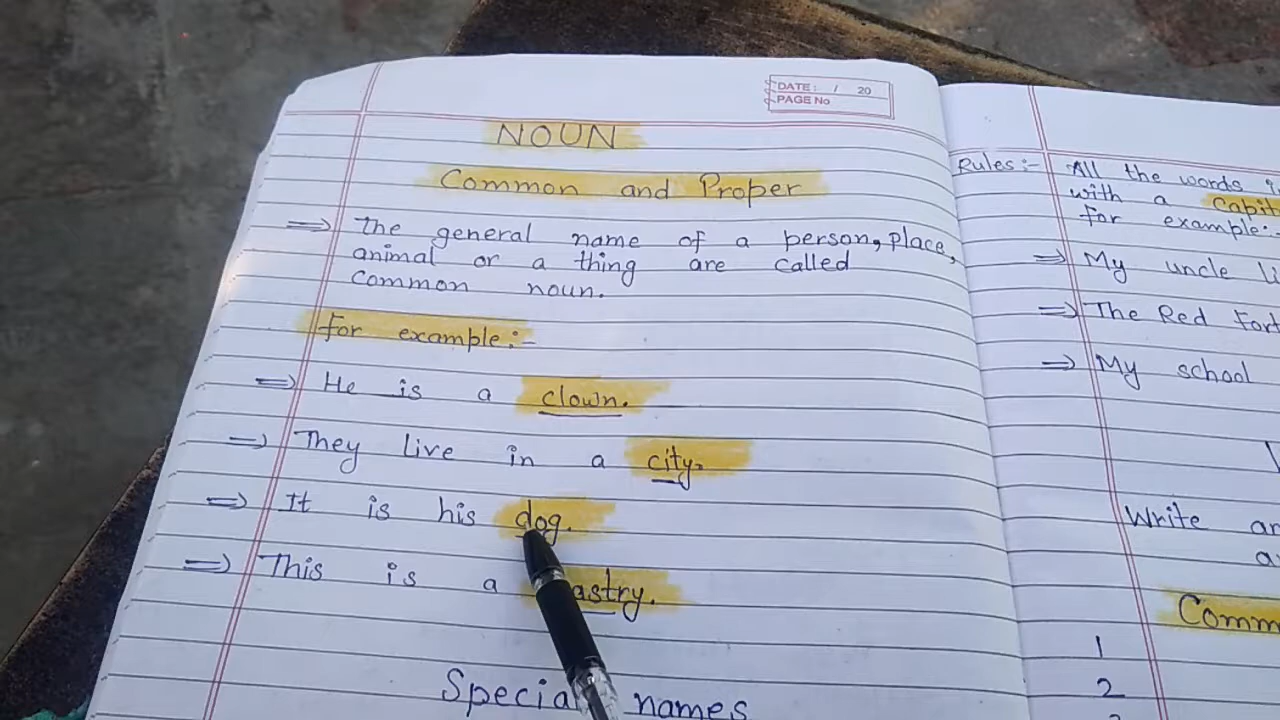 DATE: / 20
PAGE No
NOUN
Common and Proper
⇒ The general name of a person, place,
animal or a thing are called
common noun.
for example:-
⇒ He is a clown.
⇒ They live in a city.
⇒ It is his dog.
⇒ This is a astry.
Special names
Rules:- All the words
with a Capit
for example:-
⇒ My uncle li
⇒ The Red Fort
⇒ My school
Write an
Comm
1
2